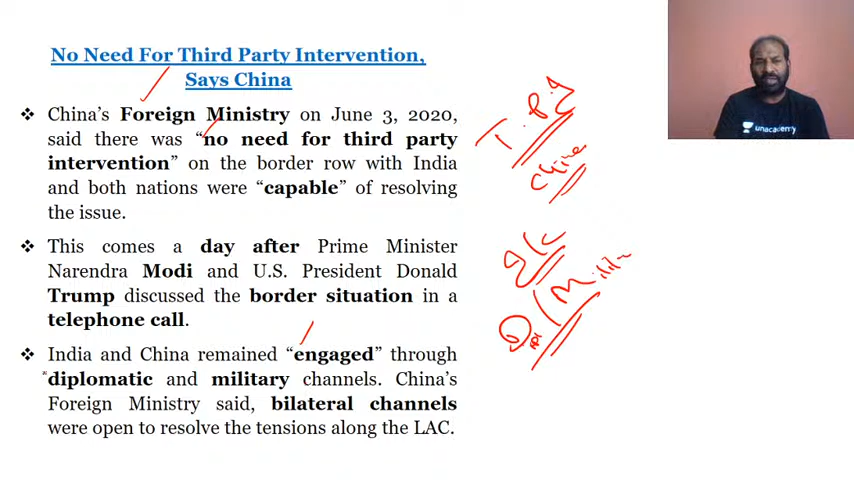 No Need For Third Party Intervention,
Says China
❖ China's Foreign Ministry on June 3, 2020,
said there was “no need for third party
intervention” on the border row with India
and both nations were “capable” of resolving
the issue.
❖ This comes a day after Prime Minister
Narendra Modi and U.S. President Donald
Trump discussed the border situation in a
telephone call.
❖ India and China remained “engaged” through
diplomatic and military channels. China's
Foreign Ministry said, bilateral channels
were open to resolve the tensions along the LAC.
T.P.I
China
unacademy